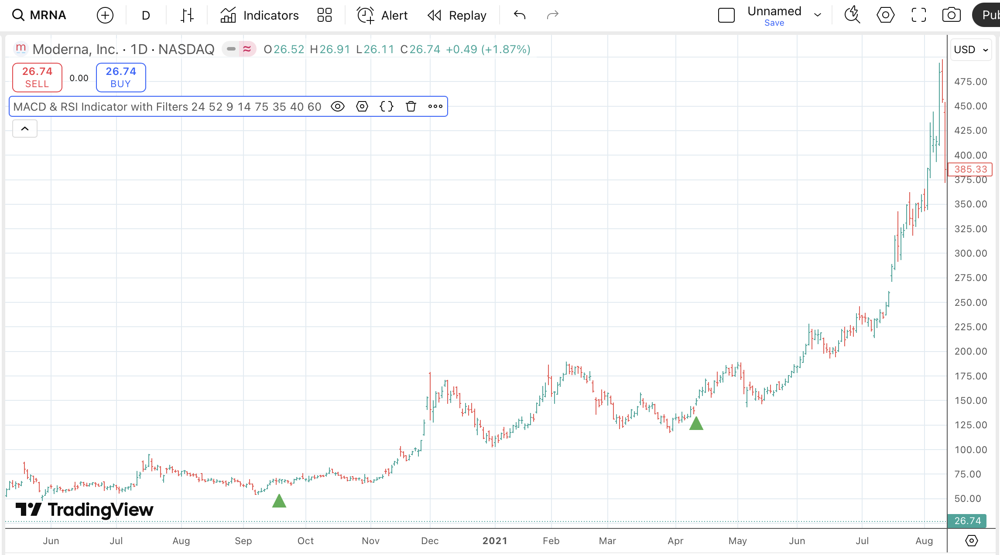 MRNA D Indicators Alert Replay Unnamed Pub
Save
m Moderna, Inc. · 1D · NASDAQ O26.52 H26.91 L26.11 C26.74 +0.49 (+1.87%) USD
26.74 0.00 26.74
SELL BUY
MACD & RSI Indicator with Filters 24 52 9 14 75 35 40 60
475.00
450.00
425.00
400.00
385.33
375.00
350.00
325.00
300.00
275.00
250.00
225.00
200.00
175.00
150.00
125.00
100.00
75.00
50.00
TradingView
26.74
Jun Jul Aug Sep Oct Nov Dec 2021 Feb Mar Apr May Jun Jul Aug